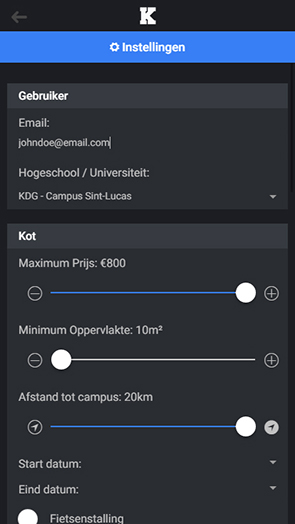 K
Instellingen
Gebruiker
Email:
johndoe@email.com
Hogeschool / Universiteit:
KDG - Campus Sint-Lucas
Kot
Maximum Prijs: €800
Minimum Oppervlakte: 10m²
Afstand tot campus: 20km
Start datum:
Eind datum:
Fietsenstalling